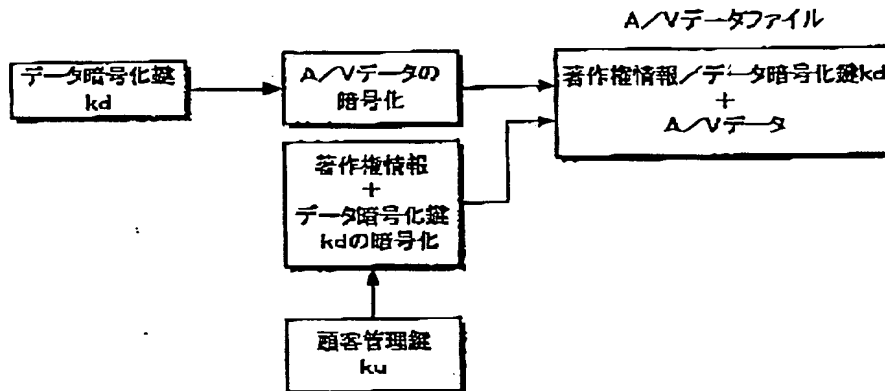 A/Vデータファイル
データ暗号化鍵
kd
A/Vデータの
暗号化
著作権情報/データ暗号化鍵kd
+
A/Vデータ
著作権情報
+
データ暗号化鍵
kdの暗号化
顧客管理鍵
ku